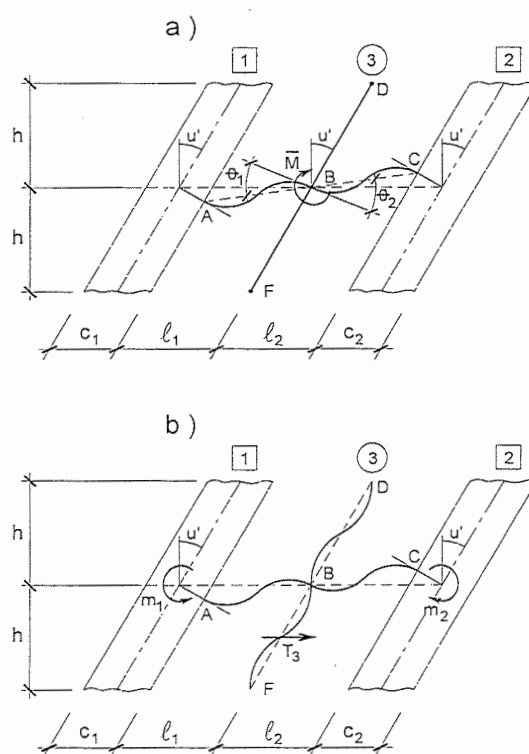 a )
1 3 2
D
h u' M̄ u' C u'
ϑ₁ B
A ϑ₂
h
F
c₁ ℓ₁ ℓ₂ c₂
b )
1 3 2
D
h u' u'
B C
m₁ A m₂
h T₃
F
c₁ ℓ₁ ℓ₂ c₂